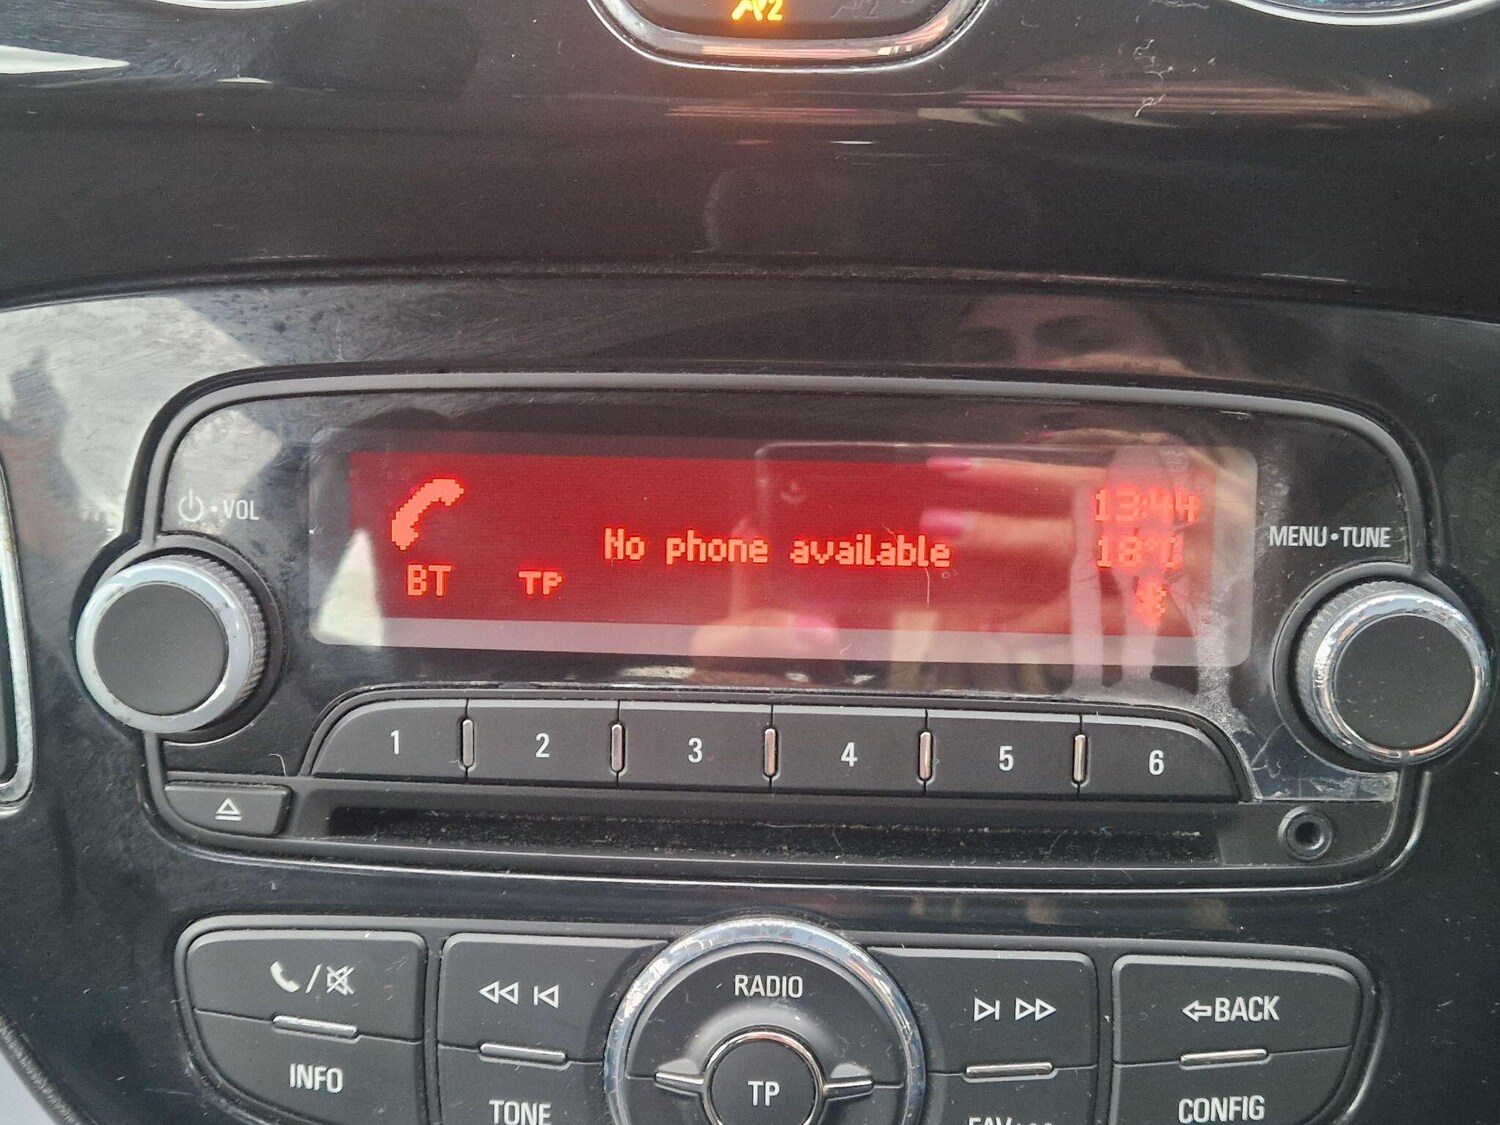 VOL
MENU•TUNE
13:44
No phone available
18°C
BT TP
1 2 3 4 5 6
RADIO
BACK
INFO
TP
TONE
CONFIG